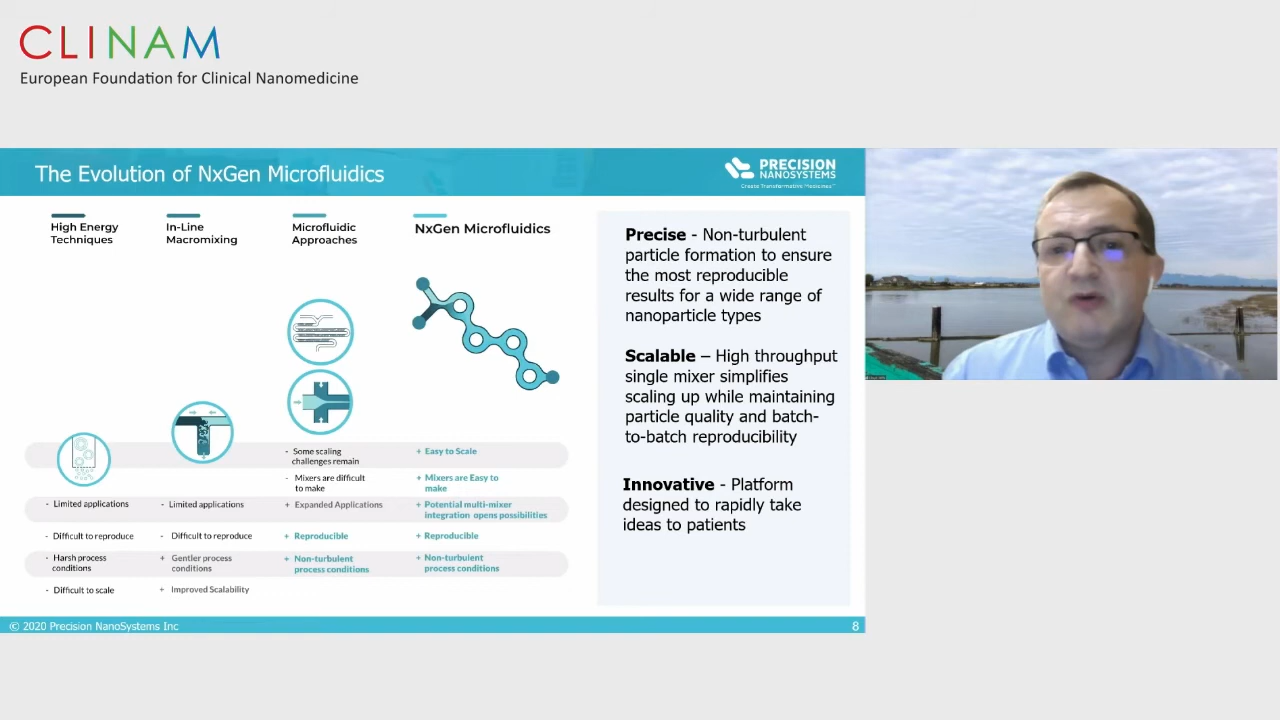 CLINAM
European Foundation for Clinical Nanomedicine
The Evolution of NxGen Microfluidics
PRECISION
NANOSYSTEMS
Create Transformative Medicines™
High Energy
Techniques
In-Line
Macromixing
Microfluidic
Approaches
NxGen Microfluidics
- Some scaling
challenges remain
+ Easy to Scale
- Mixers are difficult
to make
+ Mixers are Easy to
make
- Limited applications
- Limited applications
+ Expanded Applications
+ Potential multi-mixer
integration opens possibilities
- Difficult to reproduce
- Difficult to reproduce
+ Reproducible
+ Reproducible
- Harsh process
conditions
+ Gentler process
conditions
+ Non-turbulent
process conditions
+ Non-turbulent
process conditions
- Difficult to scale
+ Improved Scalability
Precise - Non-turbulent
particle formation to ensure
the most reproducible
results for a wide range of
nanoparticle types
Scalable – High throughput
single mixer simplifies
scaling up while maintaining
particle quality and batch-
to-batch reproducibility
Innovative - Platform
designed to rapidly take
ideas to patients
© 2020 Precision NanoSystems Inc
8